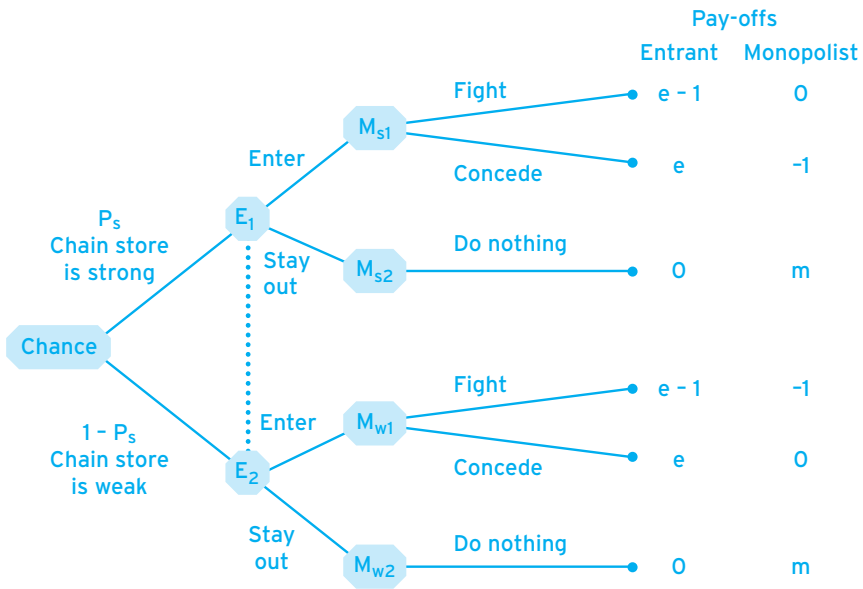 Pay-offs
Entrant Monopolist
Fight
e – 1 0
M_s1
Enter
Concede
e –1
P_s
Chain store
is strong
E_1
Stay
out
M_s2
Do nothing
0 m
Chance
Fight
e – 1 –1
1 – P_s
Chain store
is weak
Enter
M_w1
Concede
e 0
E_2
Stay
out
M_w2
Do nothing
0 m